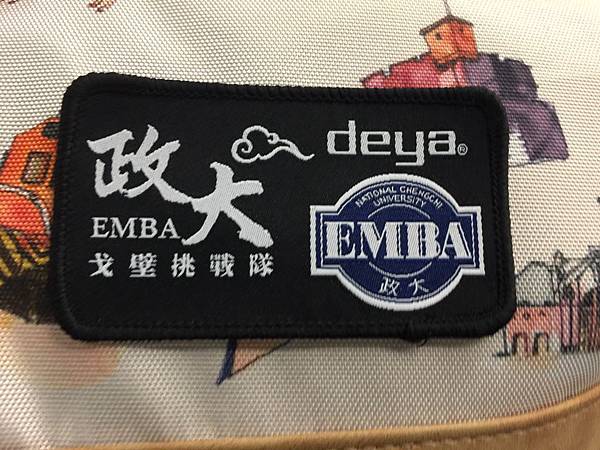 政大
EMBA
戈壁挑戰隊
deya®
NATIONAL CHENGCHI
UNIVERSITY
EMBA
政大